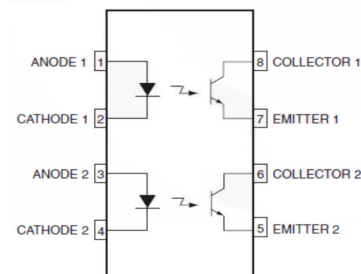 ANODE 1 1 8 COLLECTOR 1
CATHODE 1 2 7 EMITTER 1
ANODE 2 3 6 COLLECTOR 2
CATHODE 2 4 5 EMITTER 2